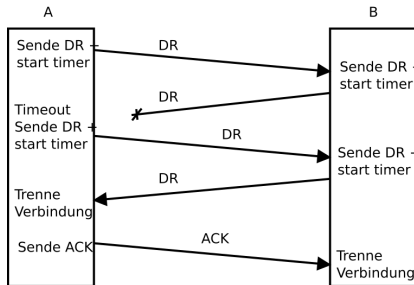 A
B
Sende DR +
start timer
DR
Sende DR -
start timer
DR
Timeout
Sende DR +
start timer
DR
Sende DR -
start timer
DR
Trenne
Verbindung
Sende ACK
ACK
Trenne
Verbindung